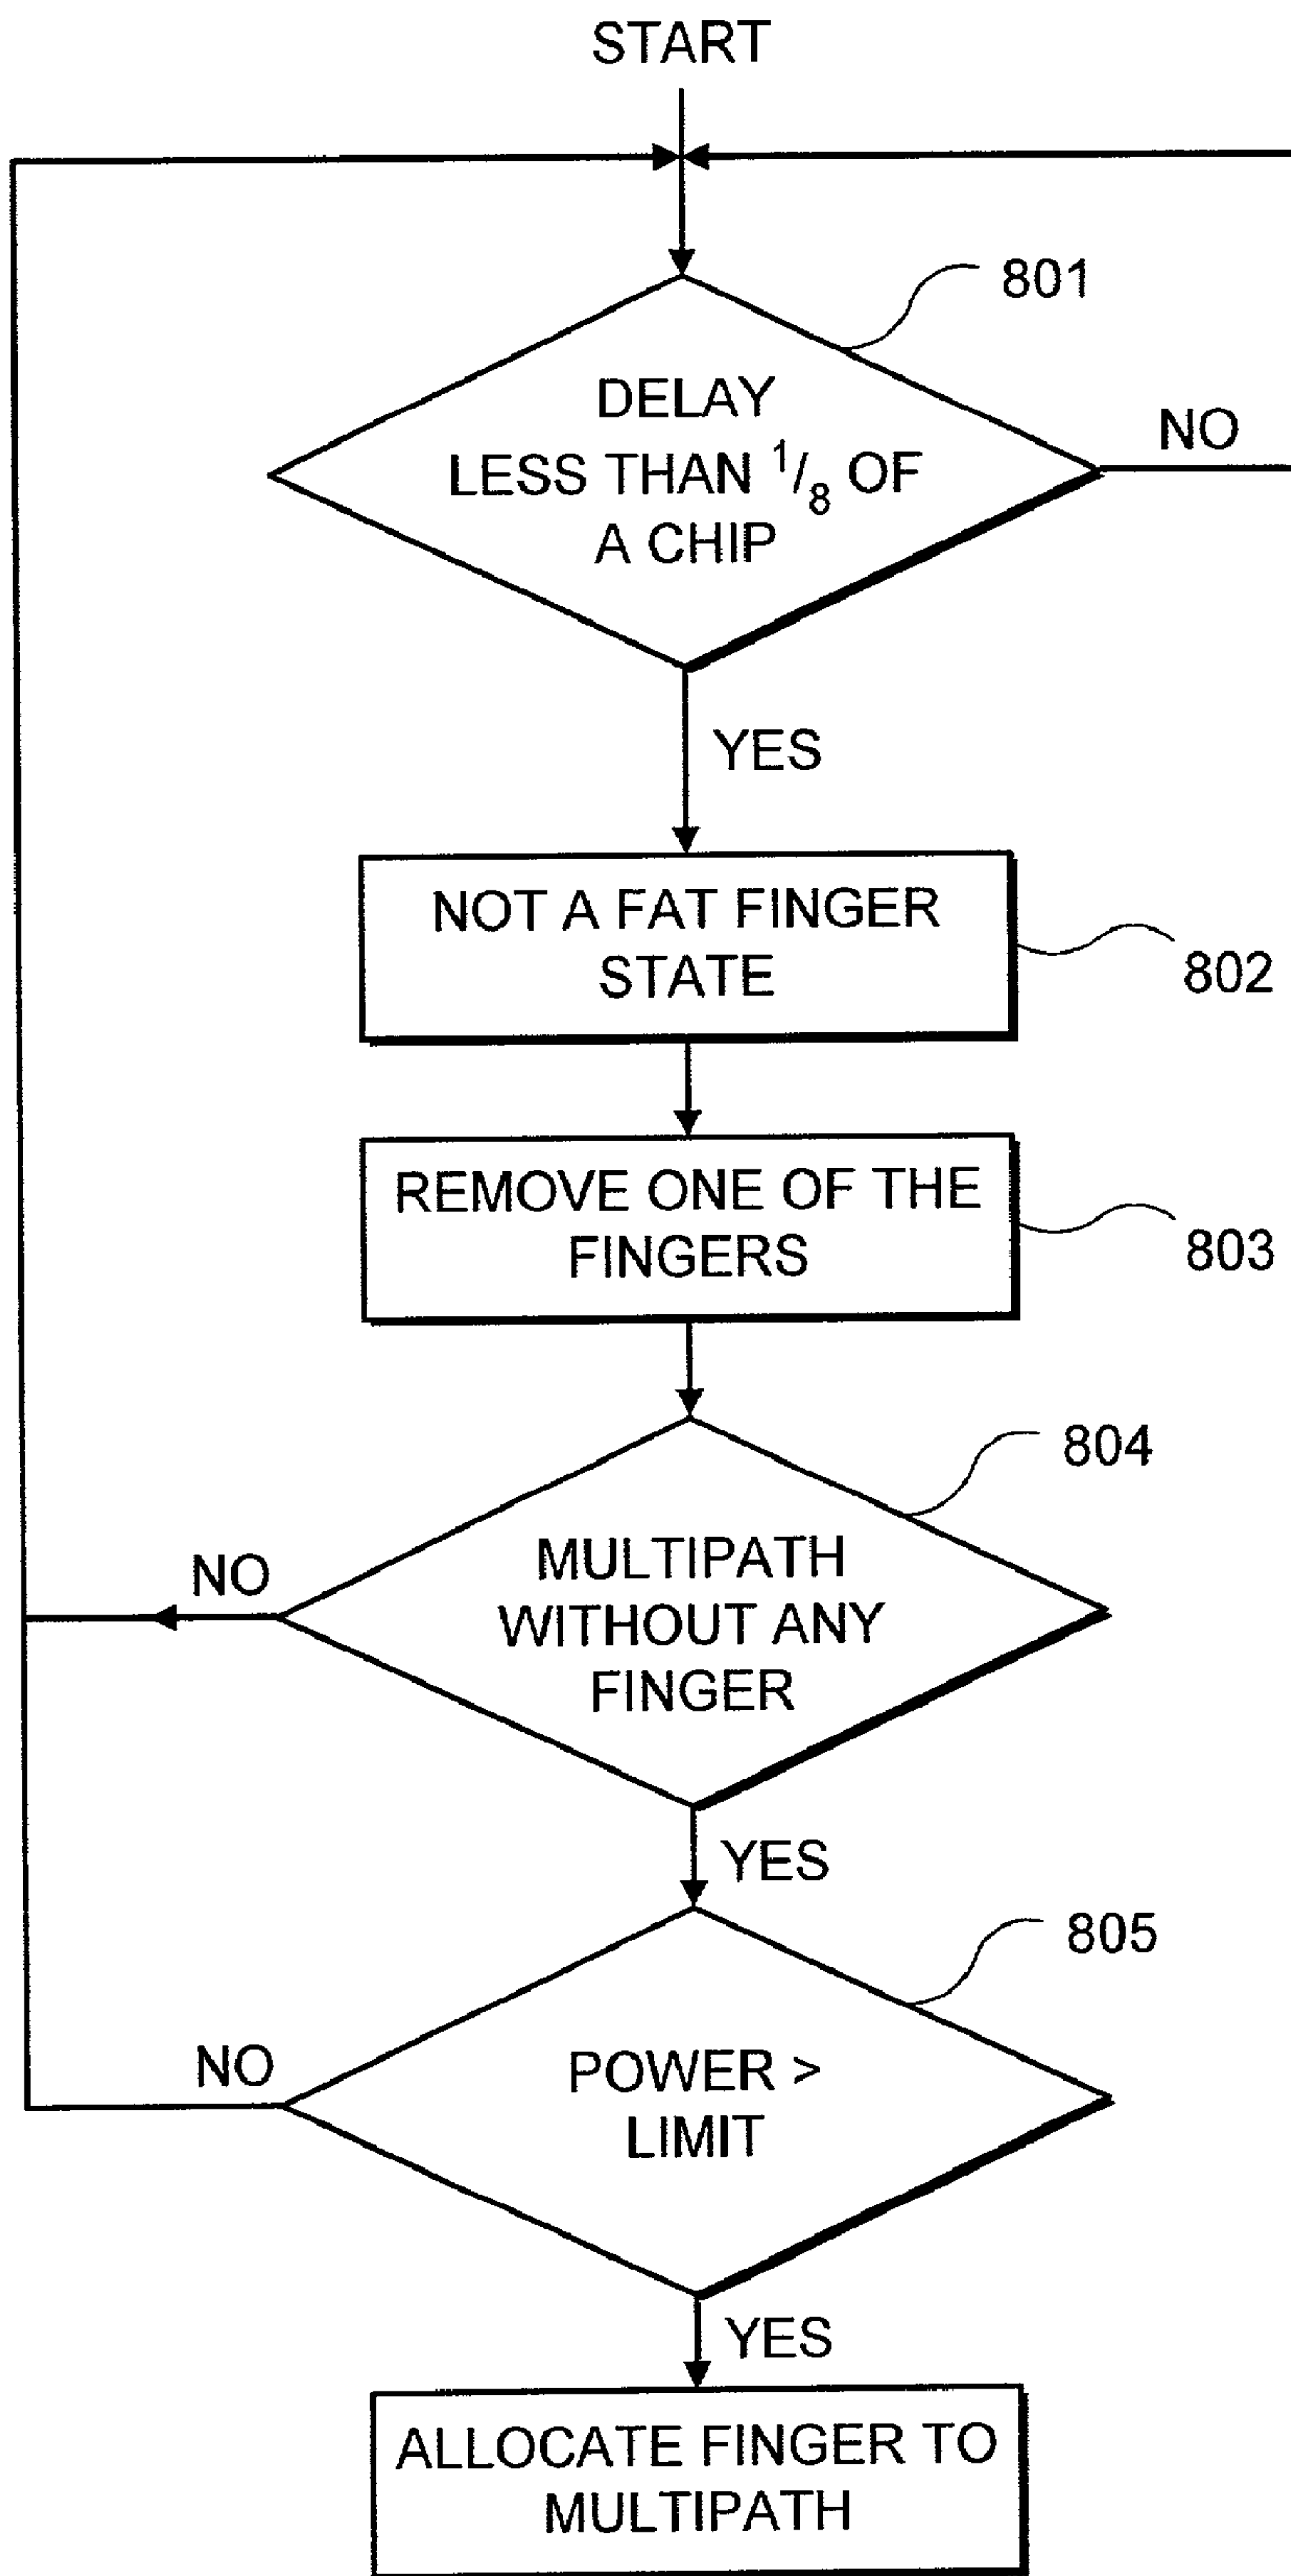 START
801
DELAY
LESS THAN 1/8 OF
A CHIP
NO
YES
NOT A FAT FINGER
STATE
802
REMOVE ONE OF THE
FINGERS
803
804
MULTIPATH
WITHOUT ANY
FINGER
NO
YES
805
POWER >
LIMIT
NO
YES
ALLOCATE FINGER TO
MULTIPATH